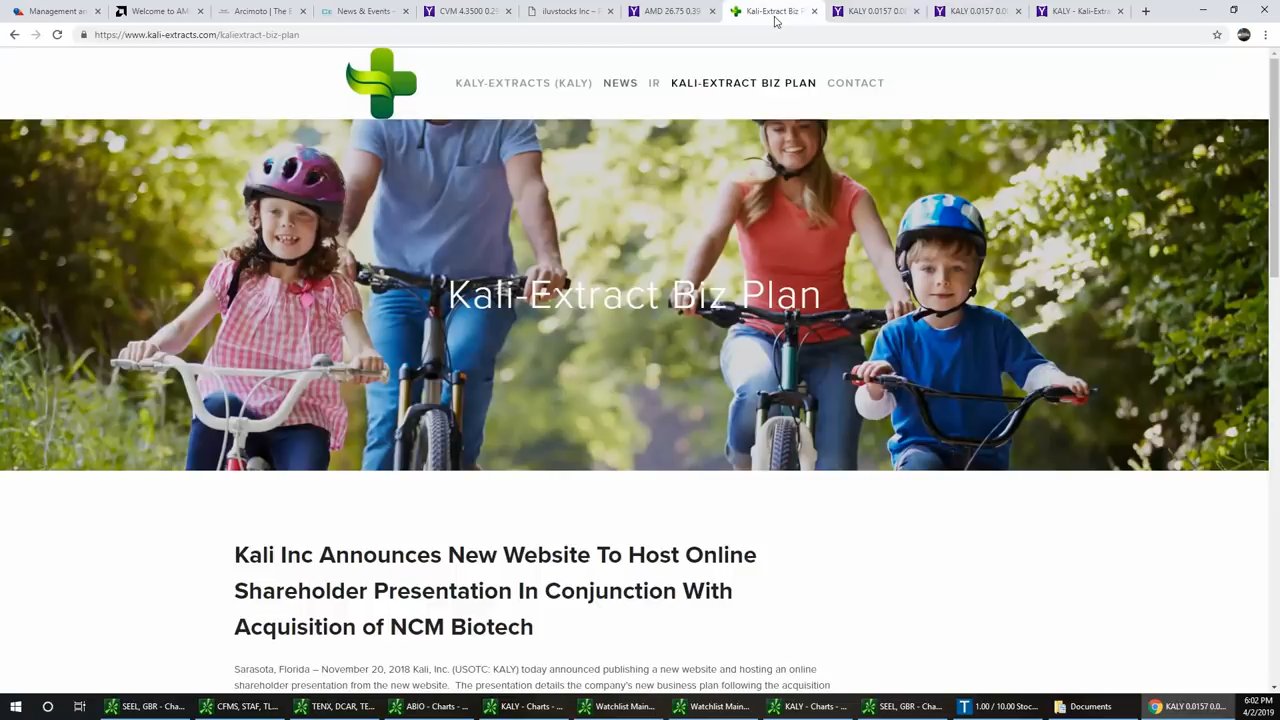 Management an
Welcome to AM
Arcimoto | The E
News & Events -
CVM 4.3500 0.2
iluvstocks Inc –
AMD 26.75 0.39
Kali-Extract Biz P
KALY 0.0157 0.0
KALY 0.0157 0.0
KALY - Kali-Extr
https://www.kali-extracts.com/kaliextract-biz-plan
KALY-EXTRACTS (KALY) NEWS IR KALI-EXTRACT BIZ PLAN CONTACT
Kali-Extract Biz Plan
Kali Inc Announces New Website To Host Online
Shareholder Presentation In Conjunction With
Acquisition of NCM Biotech
Sarasota, Florida – November 20, 2018 Kali, Inc. (USOTC: KALY) today announced publishing a new website and hosting an online
shareholder presentation from the new website. The presentation details the company's new business plan following the acquisition
SEEL, GBR - Cha...
CFMS, STAF, TL...
TENX, DCAR, TE...
ABIO - Charts - ...
KALY - Charts - ...
Watchlist Main...
Watchlist Main...
KALY - Charts - ...
SEEL, GBR - Cha...
1.00 / 10.00 Stoc...
Documents
KALY 0.0157 0.0...
6:02 PM
4/2/2019